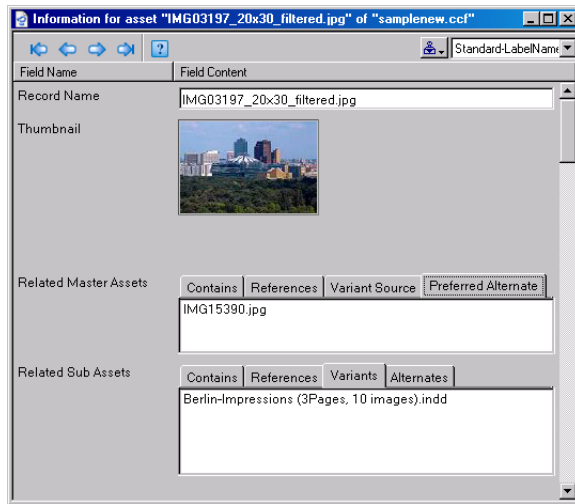 Information for asset "IMG03197_20x30_filtered.jpg" of "samplenew.ccf"
? Standard-LabelName
Field Name Field Content
Record Name IMG03197_20x30_filtered.jpg
Thumbnail
Related Master Assets Contains References Variant Source Preferred Alternate
IMG15390.jpg
Related Sub Assets Contains References Variants Alternates
Berlin-Impressions (3Pages, 10 images).indd